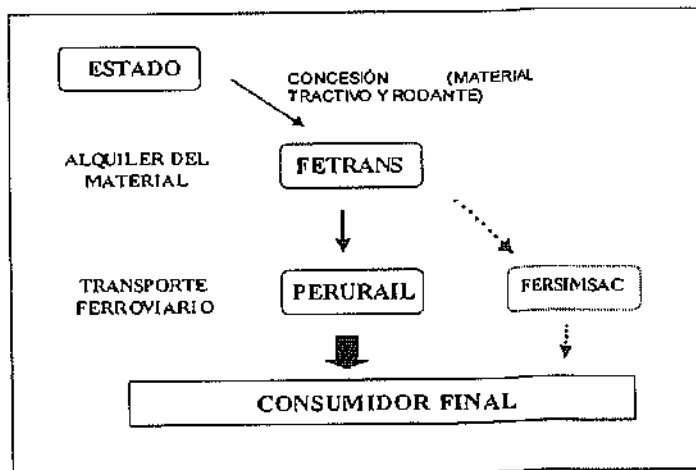 ESTADO
CONCESIÓN (MATERIAL
TRACTIVO Y RODANTE)
ALQUILER DEL
MATERIAL
FETRANS
TRANSPORTE
FERROVIARIO
PERURAIL
FERSIMSAC
CONSUMIDOR FINAL